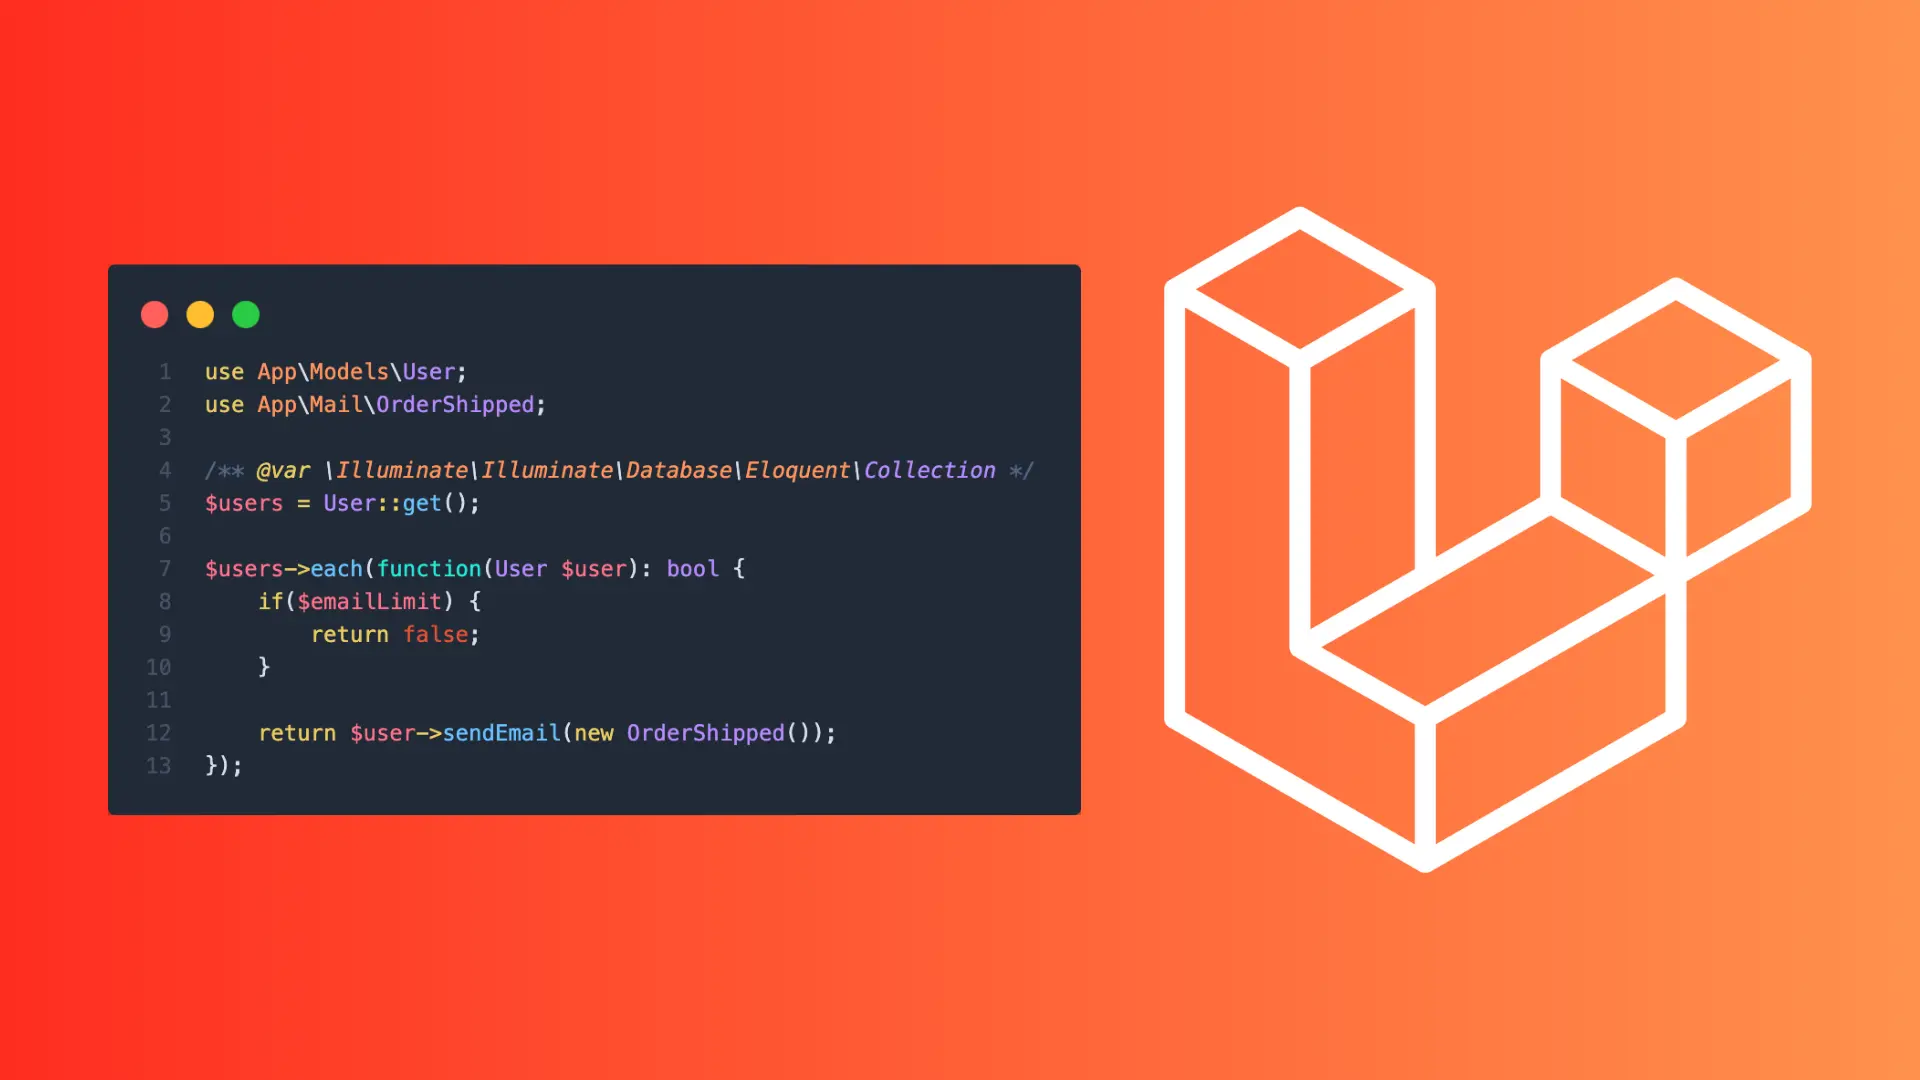 1 use App\Models\User;
2 use App\Mail\OrderShipped;
3
4 /** @var \Illuminate\Illuminate\Database\Eloquent\Collection */
5 $users = User::get();
6
7 $users->each(function(User $user): bool {
8     if($emailLimit) {
9         return false;
10     }
11
12     return $user->sendEmail(new OrderShipped());
13 });